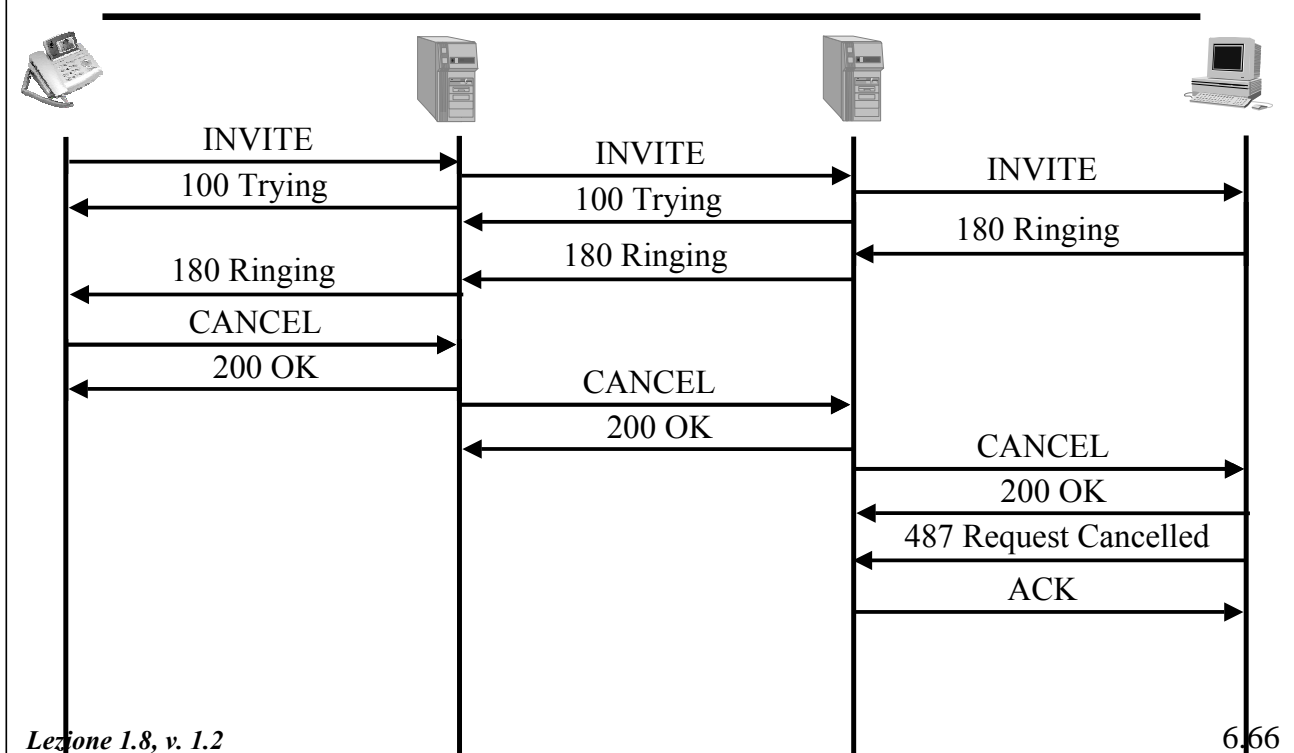 INVITE
INVITE
INVITE
100 Trying
100 Trying
180 Ringing
180 Ringing
180 Ringing
CANCEL
200 OK
CANCEL
200 OK
CANCEL
200 OK
487 Request Cancelled
ACK
Lezione 1.8, v. 1.2
6.66